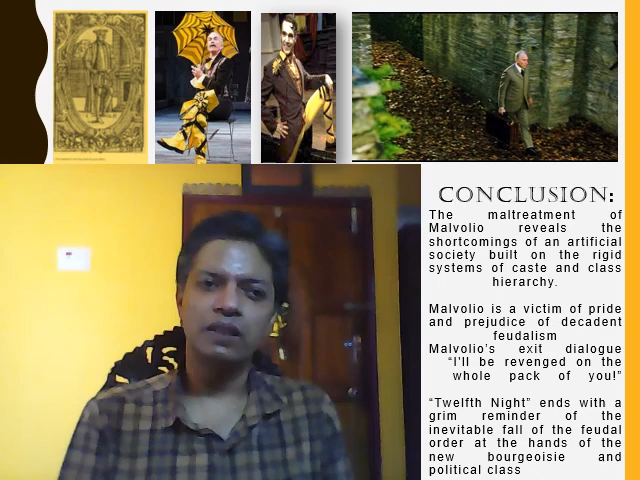 CONCLUSION:
The maltreatment of
Malvolio reveals the
shortcomings of an artificial
society built on the rigid
systems of caste and class
hierarchy.
Malvolio is a victim of pride
and prejudice of decadent
feudalism
Malvolio's exit dialogue
"I'll be revenged on the
whole pack of you!"
"Twelfth Night" ends with a
grim reminder of the
inevitable fall of the feudal
order at the hands of the
new bourgeoisie and
political class